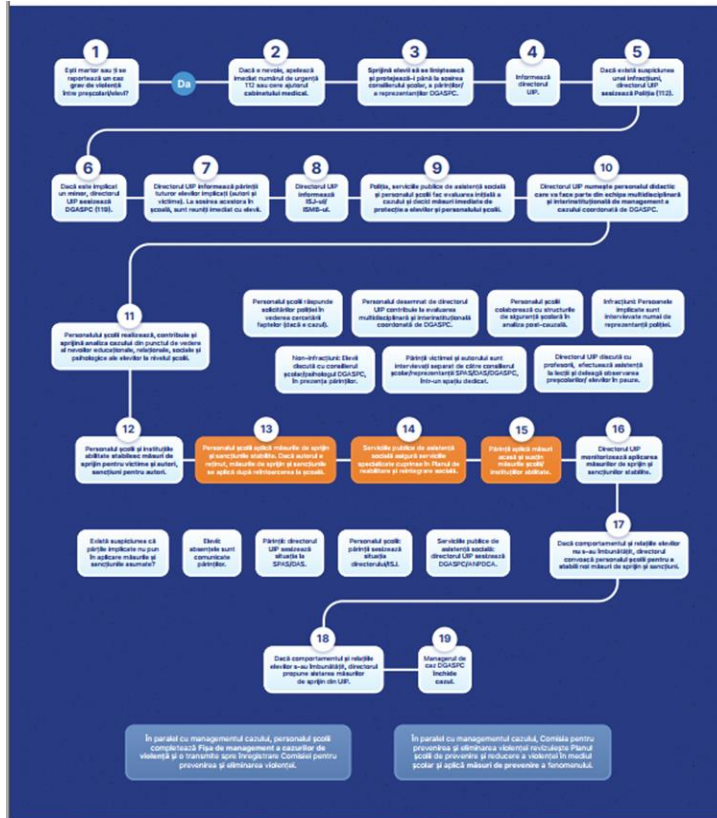 1
Ești martor sau ți se
reportează un caz
grav de violență
între preșcolari/elevi?
Da
2
Dacă e nevoie, apelează
imediat numărul de urgență
112 sau cere ajutorul
cabinetului medical.
3
Sprijină elevii să se liniștească
și protejează-i până la sosirea
consilierului școlar, a părinților/
a reprezentanților DGASPC.
4
Informează
directorul
UIP.
5
Dacă există suspiciunea
unei infracțiuni,
directorul UIP
sesizează Poliția (112).
6
Dacă este implicat
un minor, directorul
UIP sesizează
DGASPC (119).
7
Directorul UIP informează părinții
tuturor elevilor implicați (autori și
victime). La sosirea acestora în
școală, sunt reuniți imediat cu elevii.
8
Directorul UIP
informează
ISJ-ul/
ISMB-ul.
9
Poliția, serviciile publice de asistență socială
și personalul școlii fac evaluarea inițială a
cazului și decid măsuri imediate de
protecție a elevilor și personalului școlii.
10
Directorul UIP numește personalul didactic
care va face parte din echipa multidisciplinară
și interinstituțională de management a
cazului coordonată de DGASPC.
11
Personalulul școlii realizează, contribuie și
sprijină analiza cazului din punctul de vedere
al nevoilor educaționale, relaționale, sociale și
psihologice ale elevilor la nivelul școlii.
Personalul școlii răspunde
solicitărilor poliției în
vederea cercetării
faptelor (dacă e cazul).
Personalul desemnat de directorul
UIP contribuie la evaluarea
multidisciplinară și interinstituțională
coordonată de DGASPC.
Personalul școlii
colaborează cu structurile
de siguranță școlară în
analiza post-cauzală.
Infracțiuni: Persoanele
implicate sunt
intervievate numai de
reprezentanții poliției.
Non-infracțiuni: Elevii
discută cu consilierul
școlar/psihologul DGASPC,
în prezența părinților.
Părinții victimei și autorului sunt
intervievați separat de către consilierul
școlar/reprezentanții SPAS/DAS/DGASPC,
într-un spațiu dedicat.
Directorul UIP discută cu
profesorii, efectuează asistență
la lecții și deleagă observarea
preșcolarilor/ elevilor în pauze.
12
Personalul școlii și instituțiile
abilitate stabilesc măsuri de
sprijin pentru victime și autori,
sancțiuni pentru autori.
13
Personalul școlii aplică măsurile de sprijin
și sancțiunile stabilite. Dacă autorul e
reținut, măsurile de sprijin și sancțiunile
se aplică după reîntoarcerea la școală.
14
Serviciile publice de asistență
socială asigură serviciile
specializate cuprinse în Planul de
reabilitare și reintegrare socială.
15
Părinții aplică măsuri
acasă și susțin
măsurile școlii/
instituțiilor abilitate.
16
Directorul UIP
monitorizează aplicarea
măsurilor de sprijin și
sancțiunilor stabilite.
17
Dacă comportamentul și relațiile elevilor
nu s-au îmbunătățit, directorul
convoacă personalul școlii pentru a
stabili noi măsuri de sprijin și sancțiuni.
Există suspiciunea că
părțile implicate nu pun
în aplicare măsurile și
sancțiunile asumate?
Elevii:
absențele sunt
comunicate
părinților.
Părinții: directorul
UIP sesizează
situația la
SPAS/DAS.
Personalul școlii:
părinții sesizează
situația
directorului/ISJ.
Serviciile publice de
asistență socială:
directorul UIP sesizează
DGASPC/ANPDCA.
18
Dacă comportamentul și relațiile
elevilor s-au îmbunătățit, directorul
propune sistarea măsurilor
de sprijin din UIP.
19
Managerul de
caz DGASPC
închide
cazul.
În paralel cu managementul cazului, personalul școlii
completează Fișa de management a cazurilor de
violență și o transmite spre înregistrare Comisiei pentru
prevenirea și eliminarea violenței.
În paralel cu managementul cazului, Comisia pentru
prevenirea și eliminarea violenței revizuiește Planul
școlii de prevenire și reducere a violenței în mediul
școlar și aplică măsuri de prevenire a fenomenului.